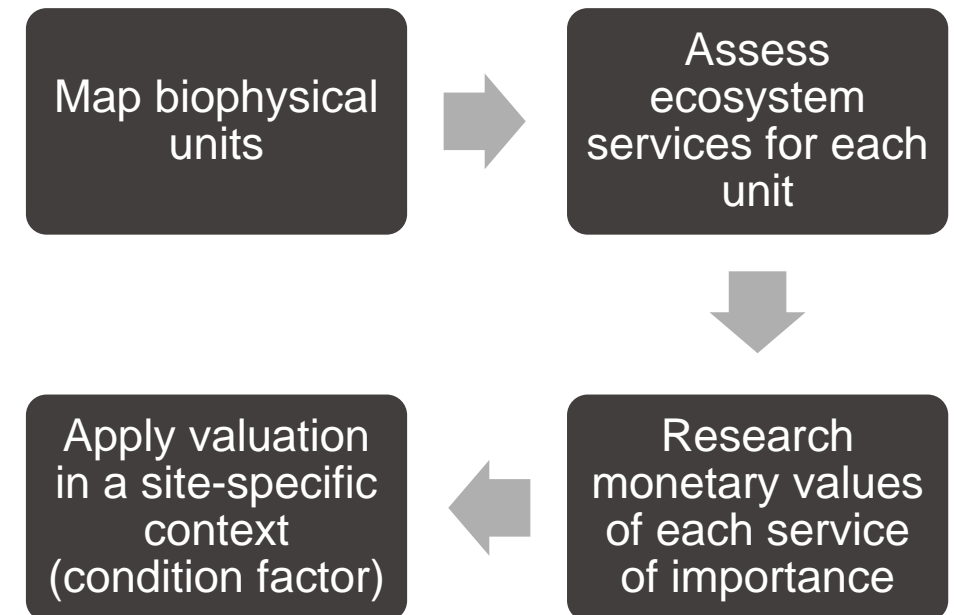 Map biophysical
units
Assess
ecosystem
services for each
unit
Research
monetary values
of each service
of importance
Apply valuation
in a site-specific
context
(condition factor)